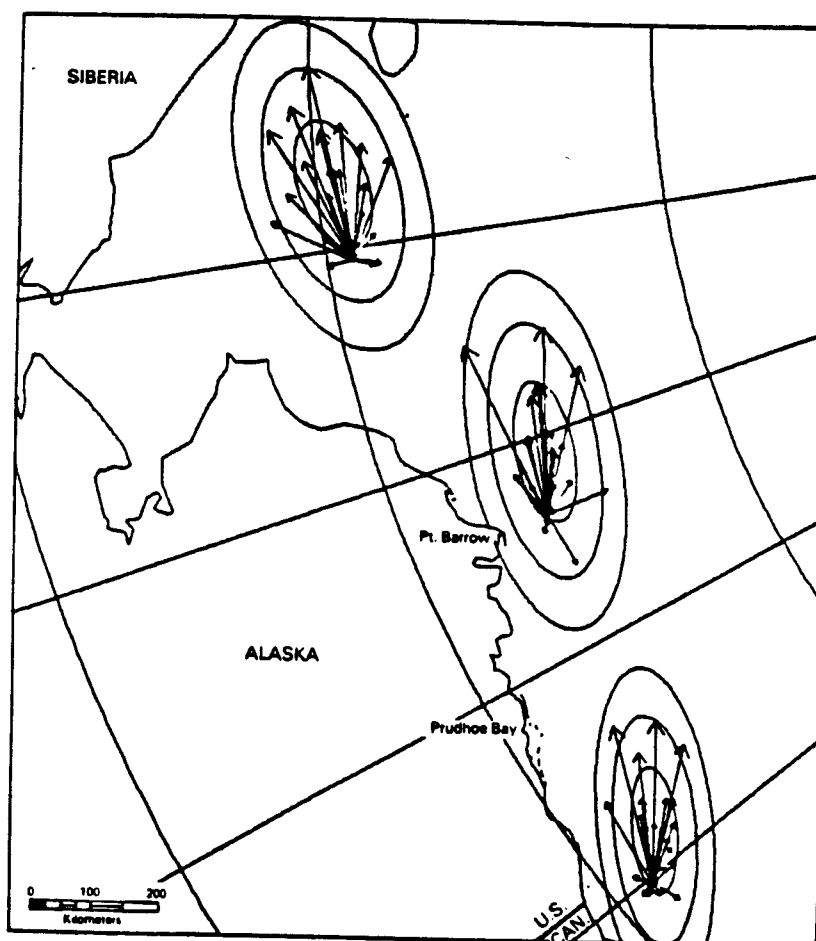 SIBERIA
Pt. Barrow
ALASKA
Prudhoe Bay
0 100 200
Kilometers
U.S.
CAN.